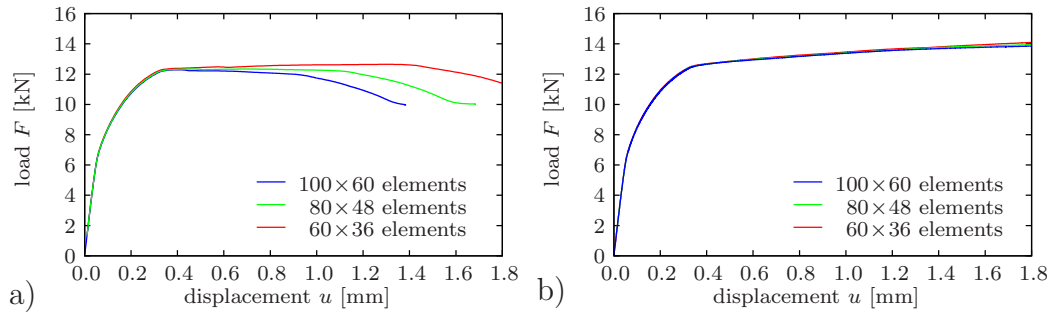 16
14
12
10
8
6
4
2
0
load F [kN]
100×60 elements
80×48 elements
60×36 elements
0.0 0.2 0.4 0.6 0.8 1.0 1.2 1.4 1.6 1.8
displacement u [mm]
a)
16
14
12
10
8
6
4
2
0
load F [kN]
100×60 elements
80×48 elements
60×36 elements
0.0 0.2 0.4 0.6 0.8 1.0 1.2 1.4 1.6 1.8
displacement u [mm]
b)